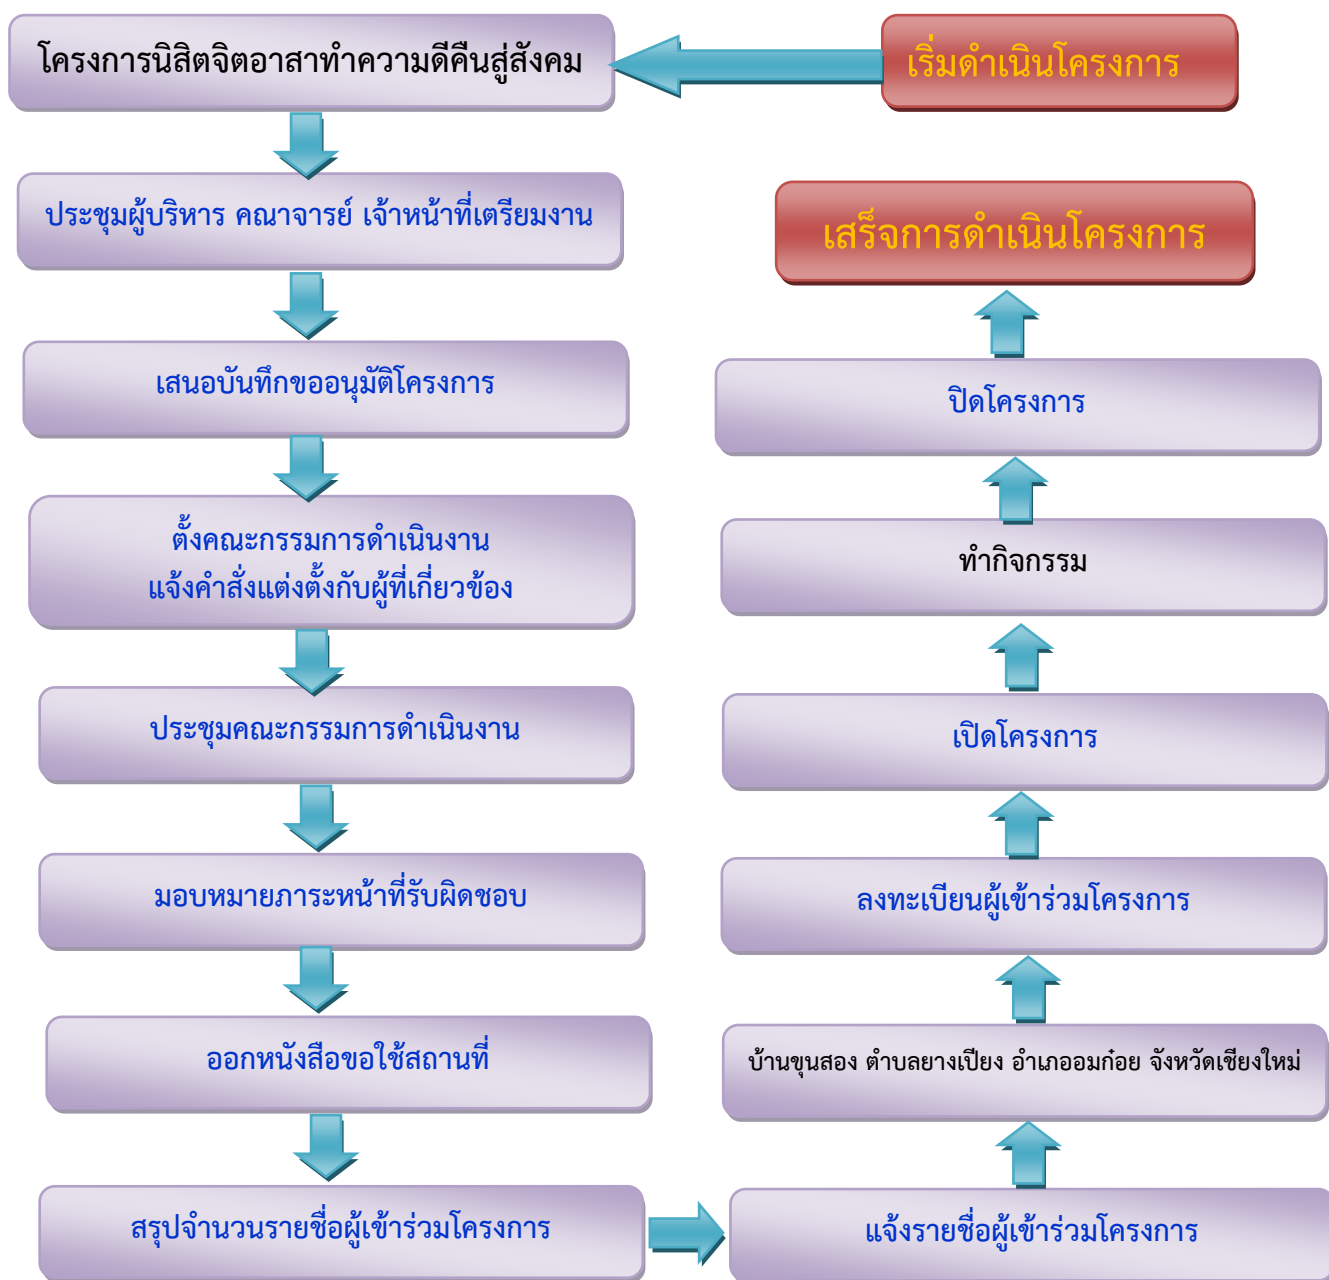 โครงการนิสิตจิตอาสาทำความดีคืนสู่สังคม
เริ่มดำเนินโครงการ
ประชุมผู้บริหาร คณาจารย์ เจ้าหน้าที่เตรียมงาน
เสนอบันทึกขออนุมัติโครงการ
ตั้งคณะกรรมการดำเนินงาน
แจ้งคำสั่งแต่งตั้งกับผู้ที่เกี่ยวข้อง
ประชุมคณะกรรมการดำเนินงาน
มอบหมายภาระหน้าที่รับผิดชอบ
ออกหนังสือขอใช้สถานที่
สรุปจำนวนรายชื่อผู้เข้าร่วมโครงการ
แจ้งรายชื่อผู้เข้าร่วมโครงการ
บ้านขุนสอง ตำบลยางเปียง อำเภออมก๋อย จังหวัดเชียงใหม่
ลงทะเบียนผู้เข้าร่วมโครงการ
เปิดโครงการ
ทำกิจกรรม
ปิดโครงการ
เสร็จการดำเนินโครงการ